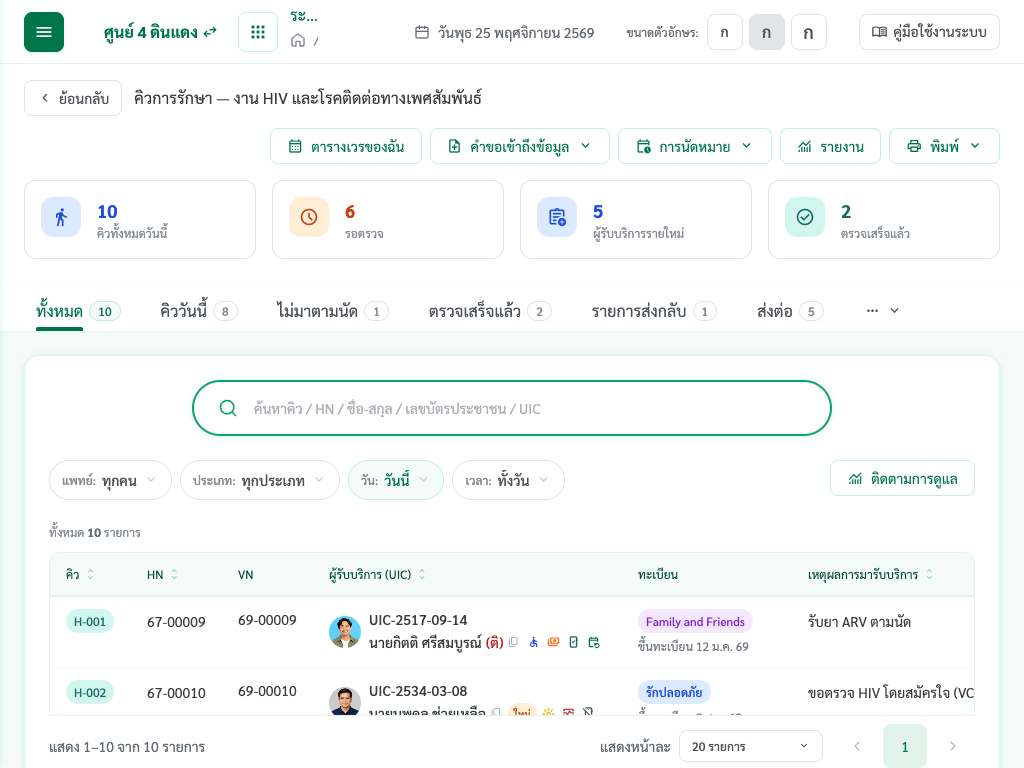 ศูนย์ 4 ดินแดง
ระ...
/
วันพุธ 25 พฤศจิกายน 2569
ขนาดตัวอักษร:
ก
ก
ก
คู่มือใช้งานระบบ
ย้อนกลับ
คิวการรักษา — งาน HIV และโรคติดต่อทางเพศสัมพันธ์
ตารางเวรของฉัน
คำขอเข้าถึงข้อมูล
การนัดหมาย
รายงาน
พิมพ์
10
คิวทั้งหมดวันนี้
6
รอตรวจ
5
ผู้รับบริการรายใหม่
2
ตรวจเสร็จแล้ว
ทั้งหมด 10
คิววันนี้ 8
ไม่มาตามนัด 1
ตรวจเสร็จแล้ว 2
รายการส่งกลับ 1
ส่งต่อ 5
...
ค้นหาคิว / HN / ชื่อ-สกุล / เลขบัตรประชาชน / UIC
แพทย์: ทุกคน
ประเภท: ทุกประเภท
วัน: วันนี้
เวลา: ทั้งวัน
ติดตามการดูแล
ทั้งหมด 10 รายการ
คิว HN VN ผู้รับบริการ (UIC) ทะเบียน เหตุผลการมารับบริการ
H-001 67-00009 69-00009 UIC-2517-09-14
นายกิตติ ศรีสมบูรณ์ (ตี๋)
Family and Friends
ขึ้นทะเบียน 12 ม.ค. 69
รับยา ARV ตามนัด
H-002 67-00010 69-00010 UIC-2534-03-08
นายนพดล ช่วยเหลือ ใหม่
รักปลอดภัย
ขอตรวจ HIV โดยสมัครใจ (VC
แสดง 1–10 จาก 10 รายการ
แสดงหน้าละ
20 รายการ
1